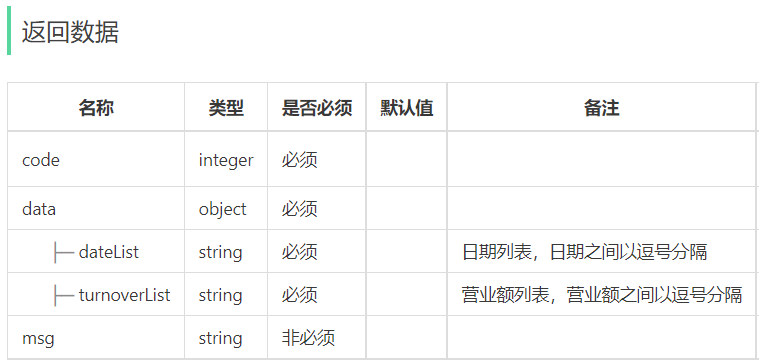 返回数据
名称 类型 是否必须 默认值 备注
code integer 必须
data object 必须
├─ dateList string 必须 日期列表，日期之间以逗号分隔
├─ turnoverList string 必须 营业额列表，营业额之间以逗号分隔
msg string 非必须